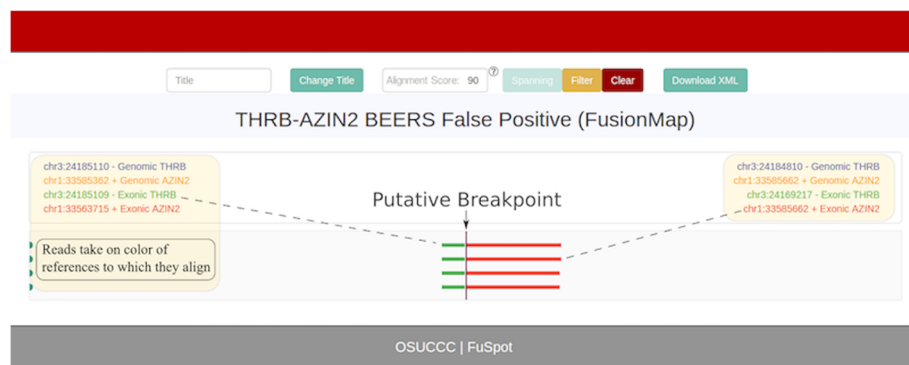 Title
Change Title
Alignment Score: 90
?
Spanning
Filter
Clear
Download XML
THRB-AZIN2 BEERS False Positive (FusionMap)
chr3:24185110 - Genomic THRB
chr1:33585362 + Genomic AZIN2
chr3:24185109 - Exonic THRB
chr1:33563715 + Exonic AZIN2
chr3:24184810 - Genomic THRB
chr1:33585662 + Genomic AZIN2
chr3:24169217 - Exonic THRB
chr1:33585662 + Exonic AZIN2
Putative Breakpoint
Reads take on color of
references to which they align
OSUCCC | FuSpot